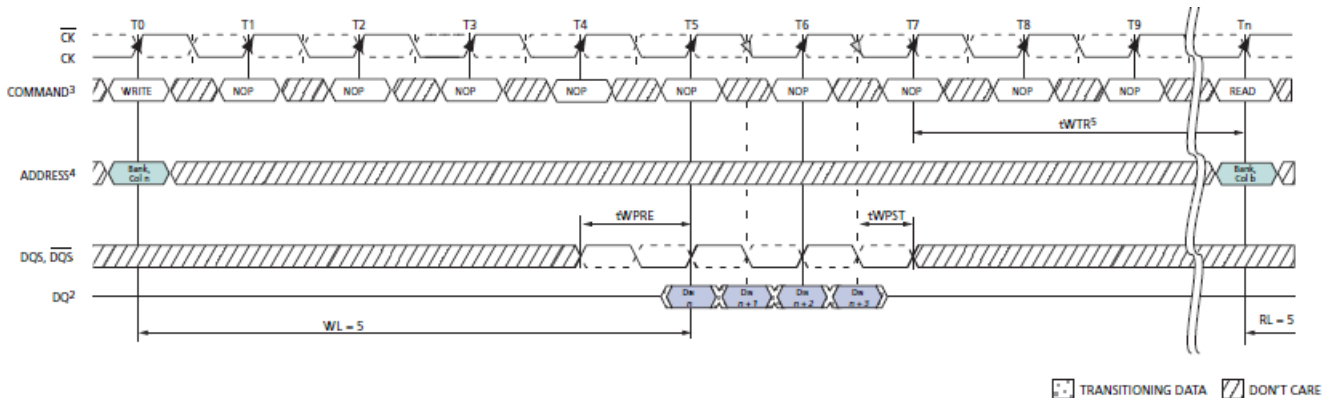 T0 T1 T2 T3 T4 T5 T6 T7 T8 T9 Tn
CK
CK
COMMAND3 WRITE NOP NOP NOP NOP NOP NOP NOP NOP NOP READ
tWTR5
ADDRESS4 Bank, Col n Bank, Col b
tWPRE tWPST
DQS, DQS
DQ2 DIN n DIN n + 1 DIN n + 2 DIN n + 3
WL = 5 RL = 5
TRANSITIONING DATA DON'T CARE